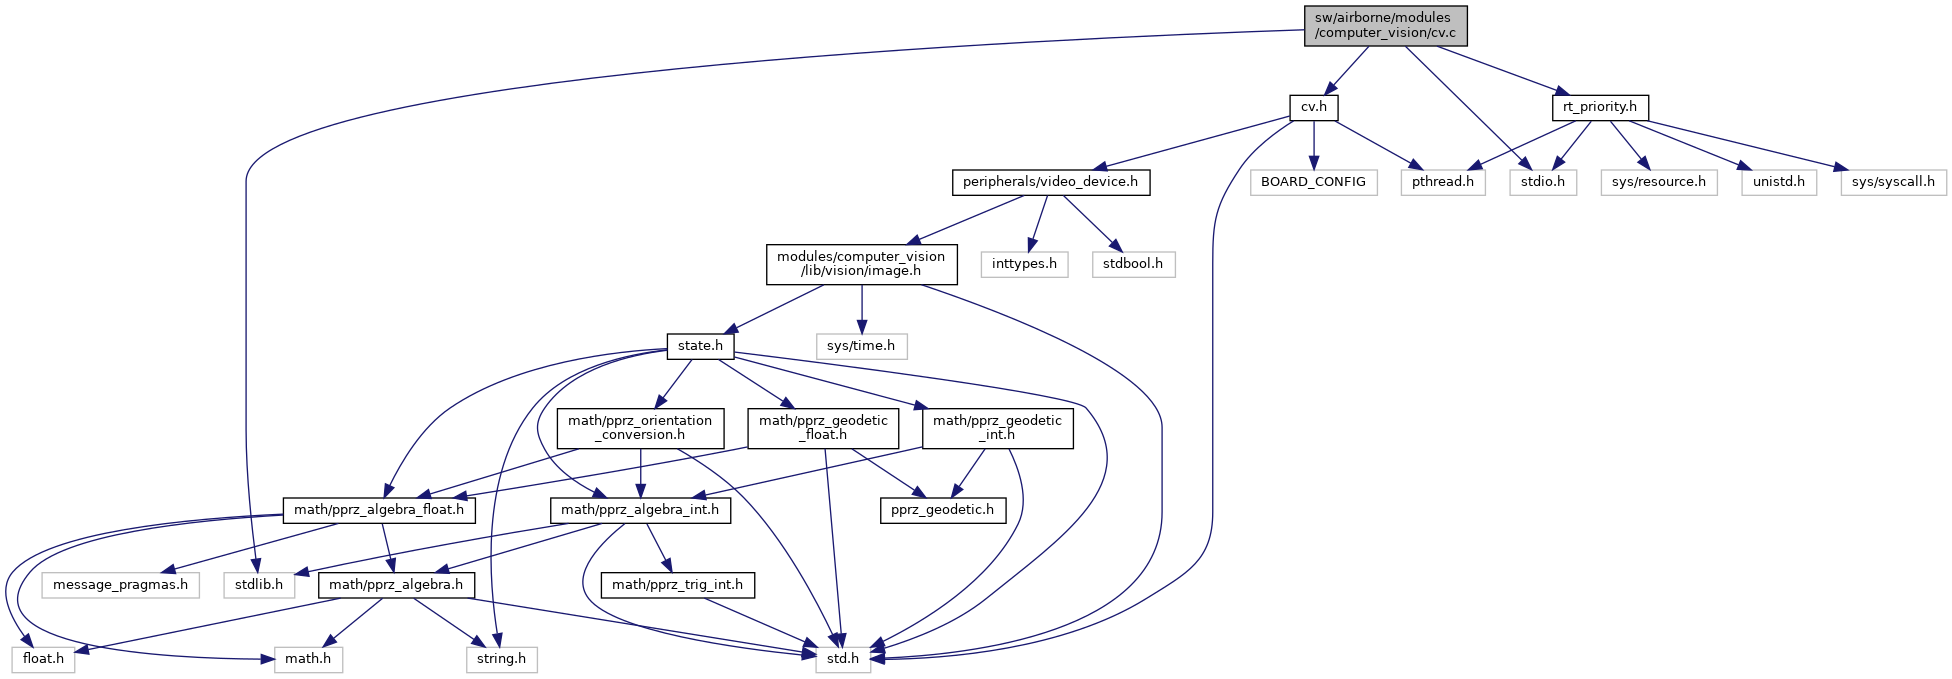 sw/airborne/modules
/computer_vision/cv.c
cv.h
rt_priority.h
peripherals/video_device.h
BOARD_CONFIG
pthread.h
stdio.h
sys/resource.h
unistd.h
sys/syscall.h
modules/computer_vision
/lib/vision/image.h
inttypes.h
stdbool.h
state.h
sys/time.h
math/pprz_orientation
_conversion.h
math/pprz_geodetic
_float.h
math/pprz_geodetic
_int.h
math/pprz_algebra_float.h
math/pprz_algebra_int.h
pprz_geodetic.h
message_pragmas.h
stdlib.h
math/pprz_algebra.h
math/pprz_trig_int.h
float.h
math.h
string.h
std.h